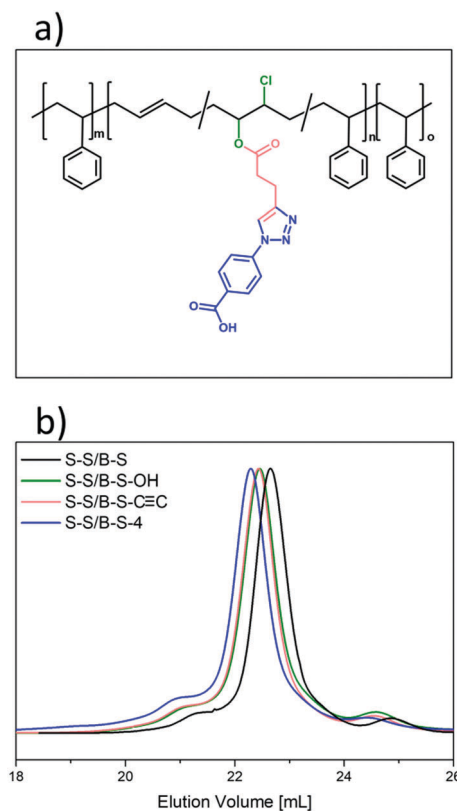 a)
Cl
m
n
o
O
O
N
N
N
O
OH
b)
S-S/B-S
S-S/B-S-OH
S-S/B-S-C≡C
S-S/B-S-4
18 20 22 24 26
Elution Volume [mL]